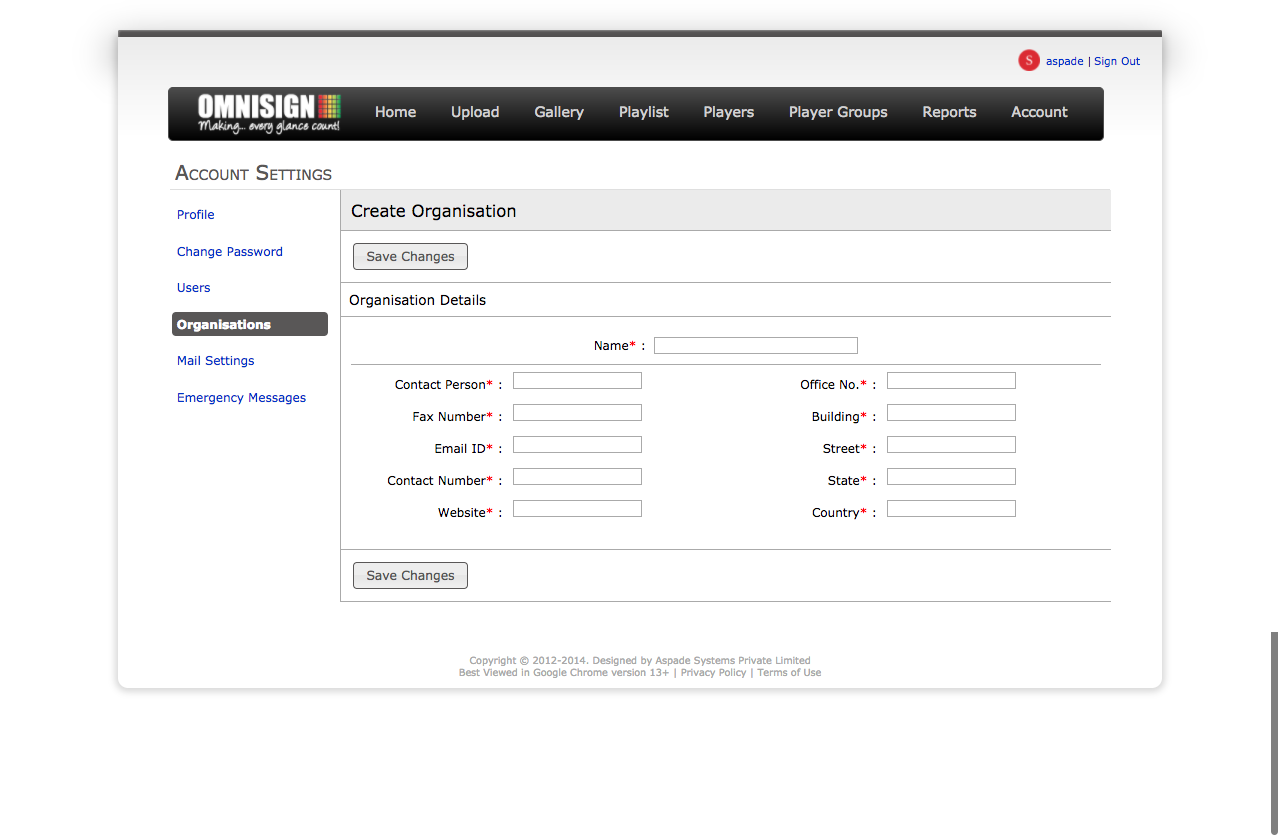 S aspade | Sign Out
OMNISIGN
Making... every glance count!
Home Upload Gallery Playlist Players Player Groups Reports Account
Account Settings
Profile
Change Password
Users
Organisations
Mail Settings
Emergency Messages
Create Organisation
Save Changes
Organisation Details
Name* :
Contact Person* : Office No.* :
Fax Number* : Building* :
Email ID* : Street* :
Contact Number* : State* :
Website* : Country* :
Save Changes
Copyright © 2012-2014. Designed by Aspade Systems Private Limited
Best Viewed in Google Chrome version 13+ | Privacy Policy | Terms of Use